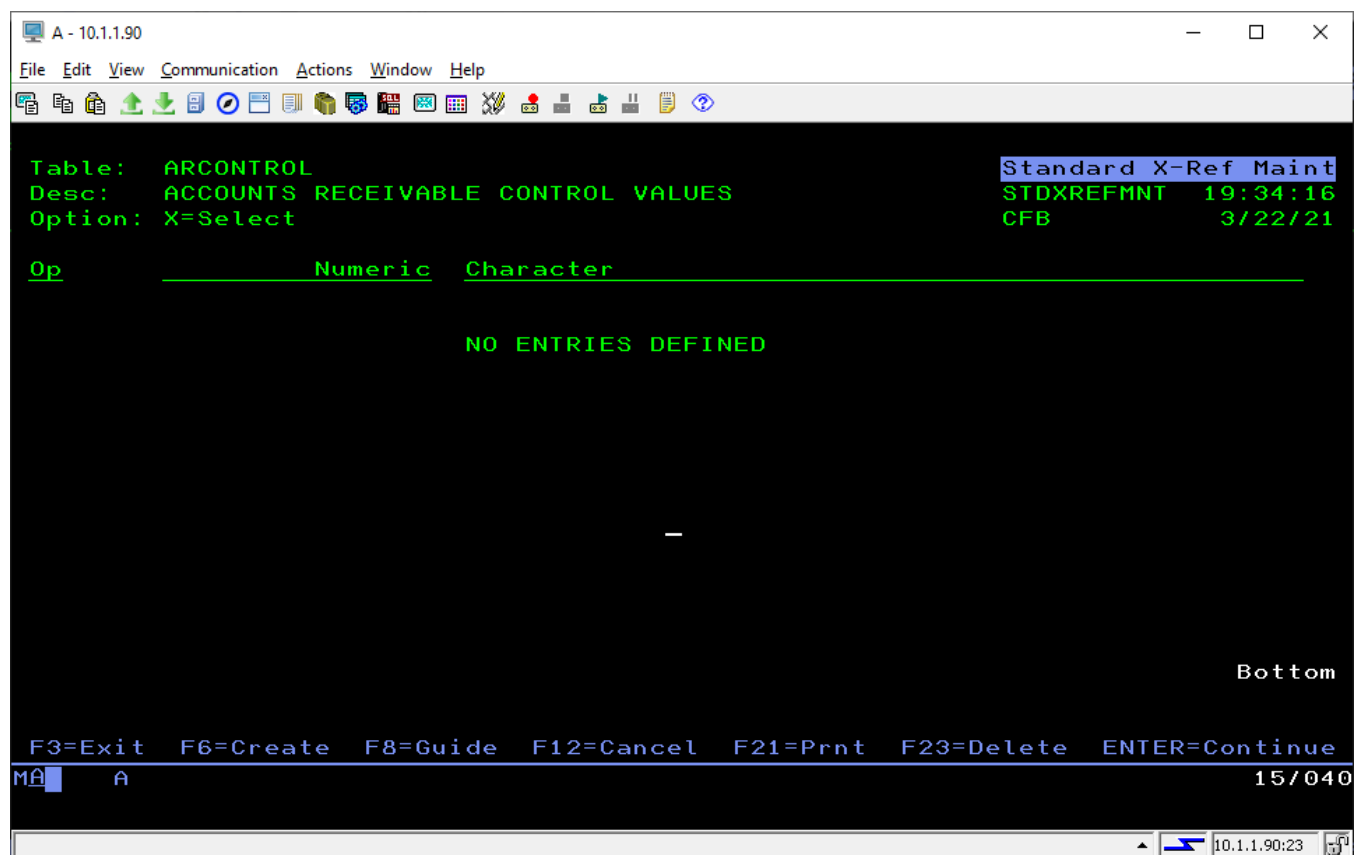 A - 10.1.1.90
File Edit View Communication Actions Window Help
Table: ARCONTROL Standard X-Ref Maint
Desc: ACCOUNTS RECEIVABLE CONTROL VALUES STDXREFMNT 19:34:16
Option: X=Select CFB 3/22/21
Op Numeric Character
NO ENTRIES DEFINED
Bottom
F3=Exit F6=Create F8=Guide F12=Cancel F21=Prnt F23=Delete ENTER=Continue
MA A 15/040
10.1.1.90:23